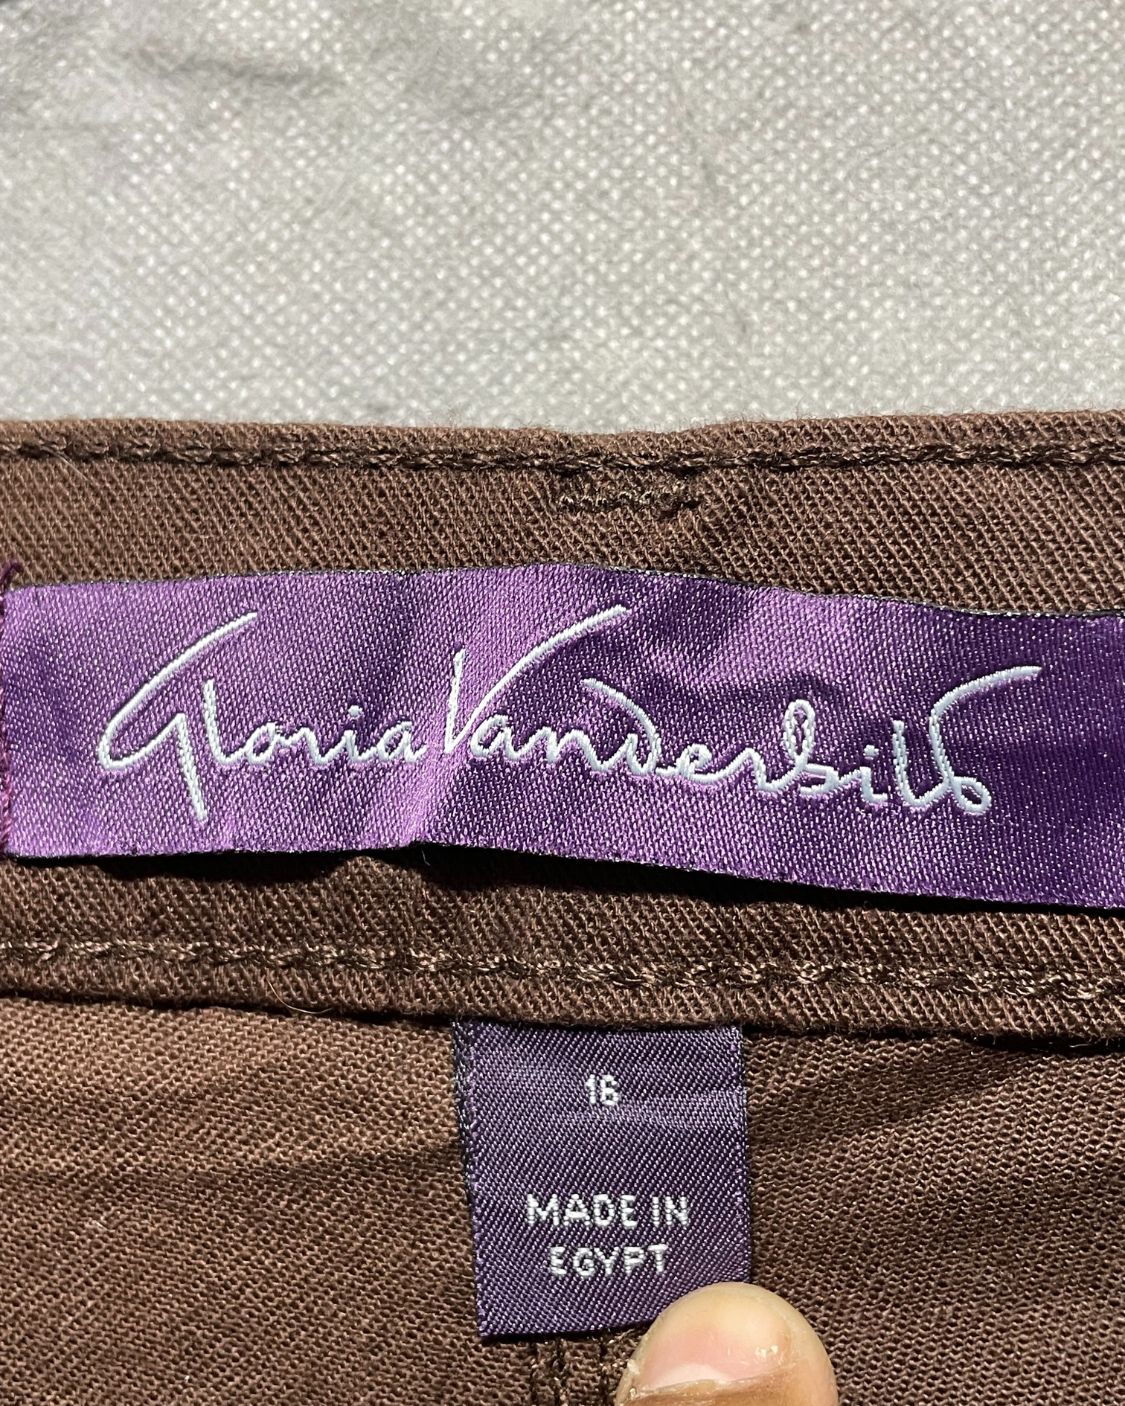 Gloria Vanderbilt
16
MADE IN
EGYPT